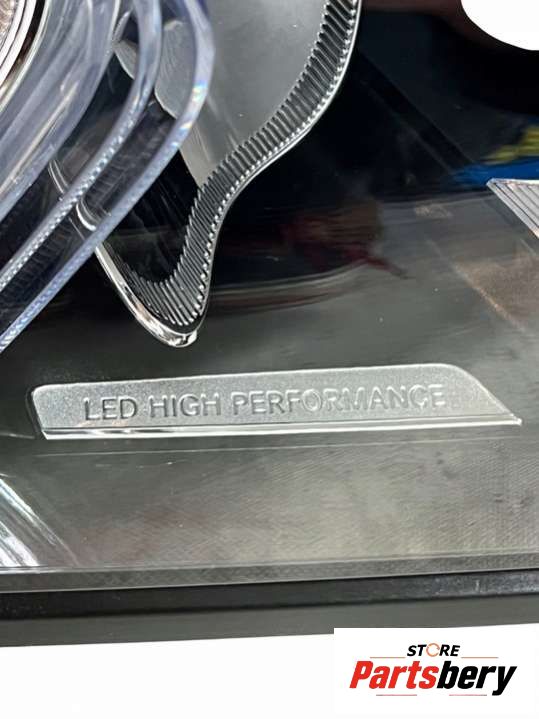 LED HIGH PERFORMANCE
STORE
Partsbery